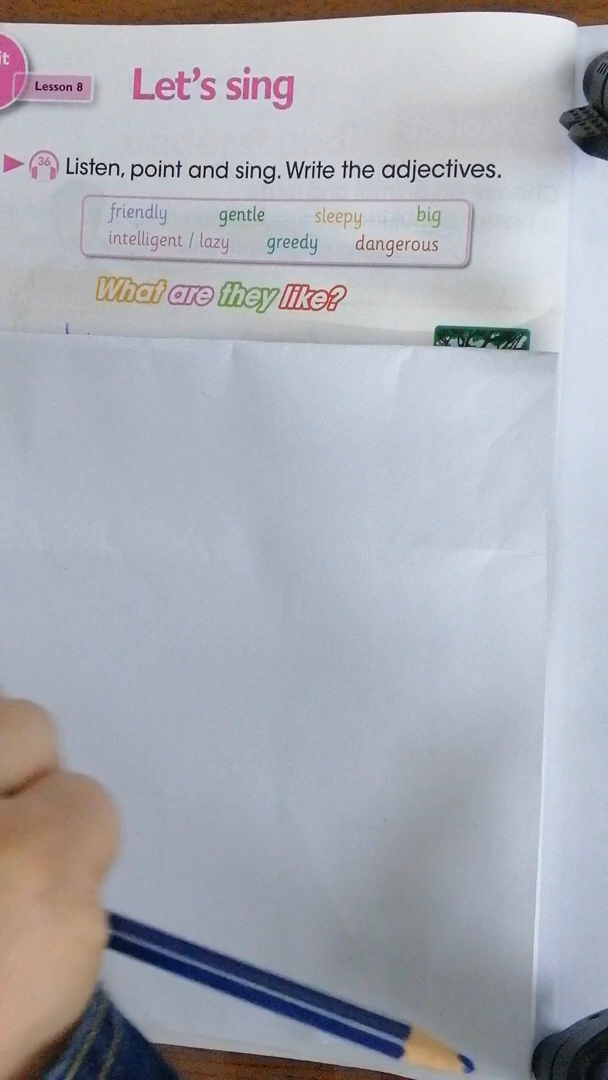 it
Lesson 8
Let's sing
36 Listen, point and sing. Write the adjectives.
friendly gentle sleepy big
intelligent / lazy greedy dangerous
What are they like?